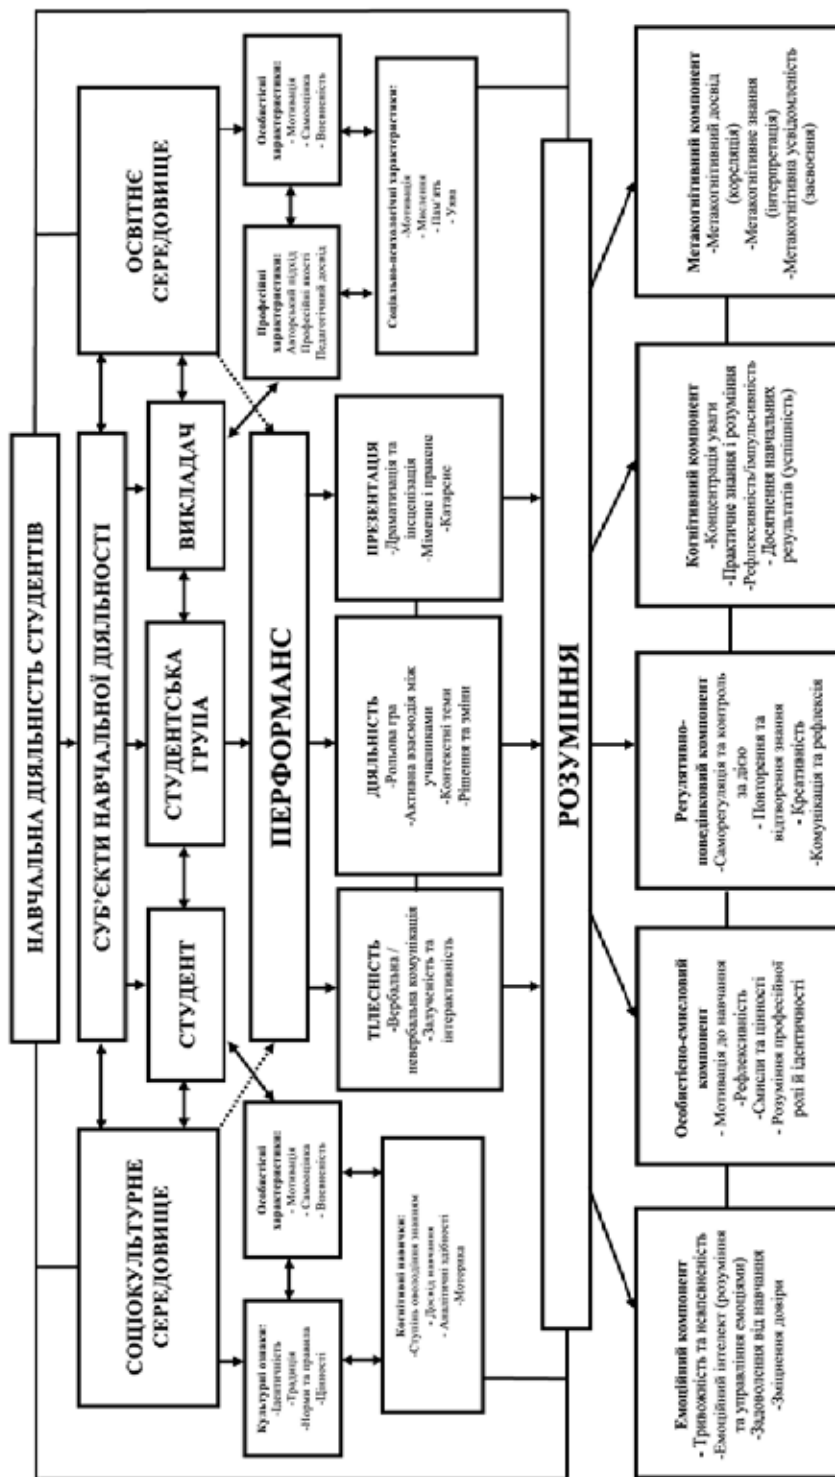 НАВЧАЛЬНА ДІЯЛЬНІСТЬ СТУДЕНТІВ
СОЦІОКУЛЬТУРНЕ
СЕРЕДОВИЩЕ
СУБ'ЄКТИ НАВЧАЛЬНОЇ ДІЯЛЬНОСТІ
ОСВІТНЄ
СЕРЕДОВИЩЕ
СТУДЕНТ
СТУДЕНТСЬКА
ГРУПА
ВИКЛАДАЧ
Культурні ознаки:
-Ідентичність
-Традиція
-Норми та правила
-Цінності
Особистісні
характеристики:
- Мотивація
- Самооцінка
- Впевненість
ПЕРФОРМАНС
Професійні
характеристики:
Авторський підхід
Професійні якості
Педагогічний досвід
Особистісні
характеристики:
- Мотивація
- Самооцінка
- Впевненість
Когнітивні навички:
-Ступінь оволодіння знанням
- Досвід навчання
- Аналітичні здібності
-Моторика
ТІЛЕСНІСТЬ
-Вербальна /
невербальна комунікація
-Залученість та
інтерактивність
ДІЯЛЬНІСТЬ
-Рольова гра
-Активна взаємодія між
учасниками
-Контекстні теми
-Рішення та зміни
ПРЕЗЕНТАЦІЯ
-Драматизація та
інсценізація
-Мімезис і праксис
-Катарсис
Соціально-психологічні характеристики:
-Мотивація
- Мислення
- Пам'ять
- Увага
РОЗУМІННЯ
Емоційний компонент
- Тривожність та невпевненість
-Емоційний інтелект (розуміння
та управління емоціями)
-Задоволення від навчання
-Зміцнення довіри
Особистісно-смисловий
компонент
- Мотивація до навчання
-Рефлексивність
-Смисли та цінності
- Розуміння професійної
ролі й ідентичності
Регулятивно-
поведінковий компонент
-Саморегуляція та контроль
за дією
- Повторення та
відтворення знання
- Креативність
-Комунікація та рефлексія
Когнітивний компонент
-Концентрація уваги
-Практичне знання і розуміння
-Рефлексивність/імпульсивність
- Досягнення навчальних
результатів (успішність)
Метакогнітивний компонент
-Метакогнітивний досвід
(кореляція)
-Метакогнітивне знання
(інтерпретація)
-Метакогнітивна усвідомленість
(засвоєння)